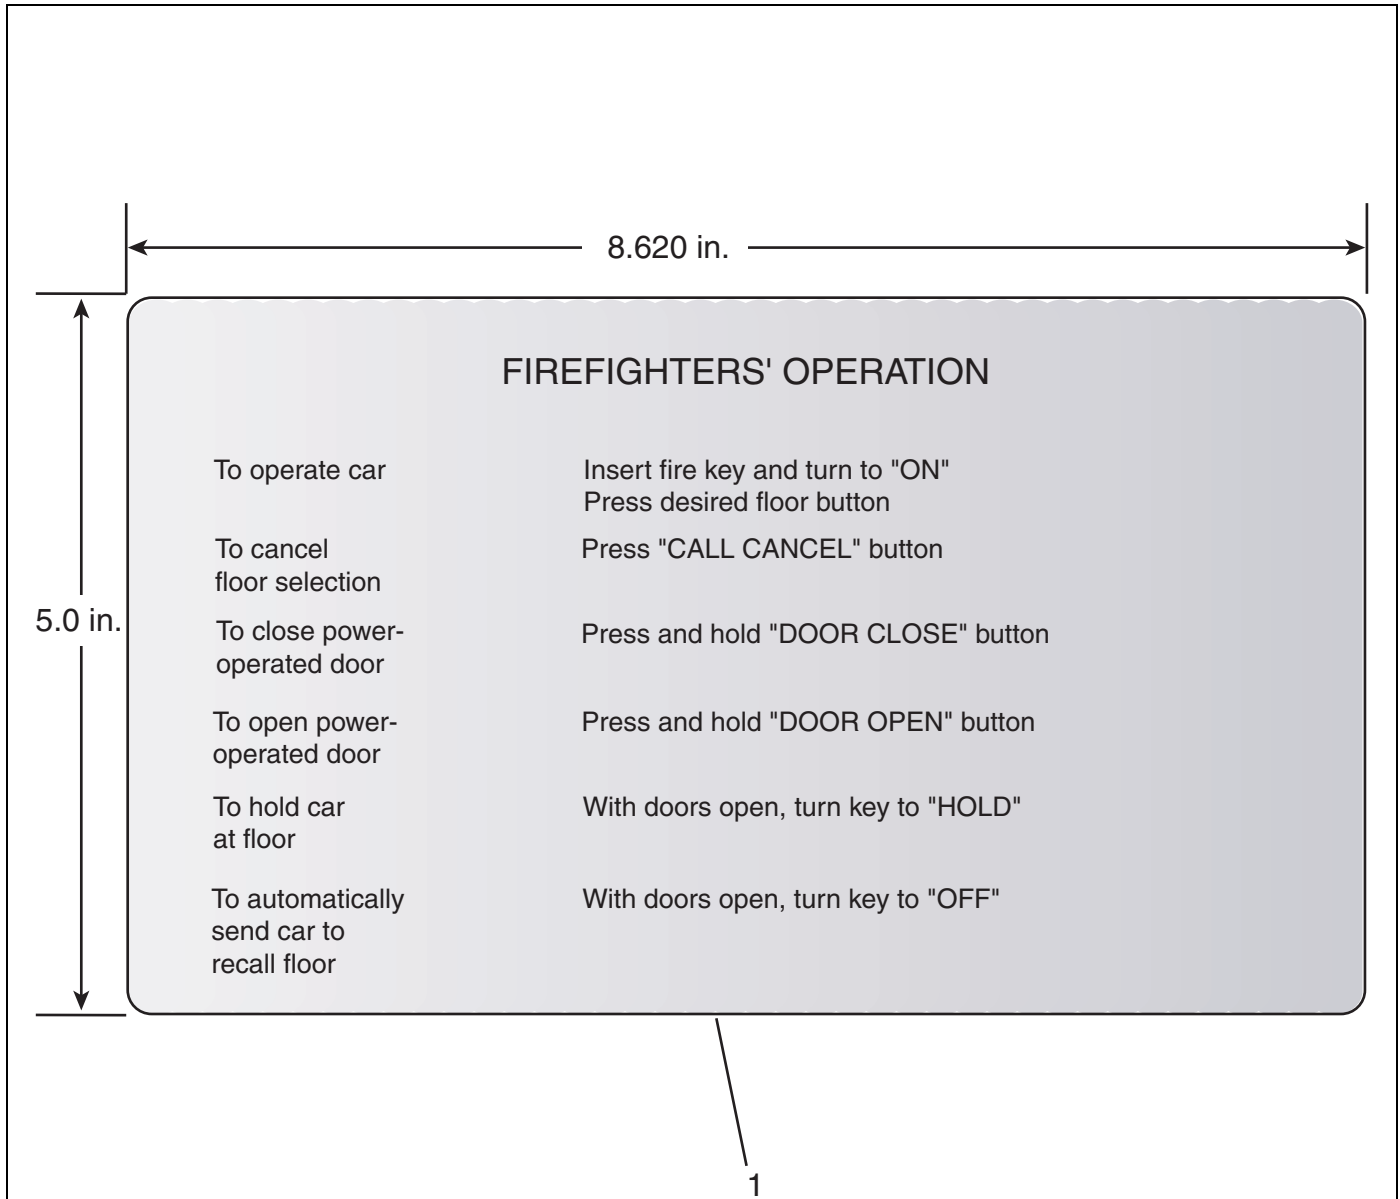 8.620 in.
FIREFIGHTERS' OPERATION
To operate car
Insert fire key and turn to "ON"
Press desired floor button
To cancel
floor selection
Press "CALL CANCEL" button
5.0 in.
To close power-
operated door
Press and hold "DOOR CLOSE" button
To open power-
operated door
Press and hold "DOOR OPEN" button
To hold car
at floor
With doors open, turn key to "HOLD"
To automatically
send car to
recall floor
With doors open, turn key to "OFF"
1